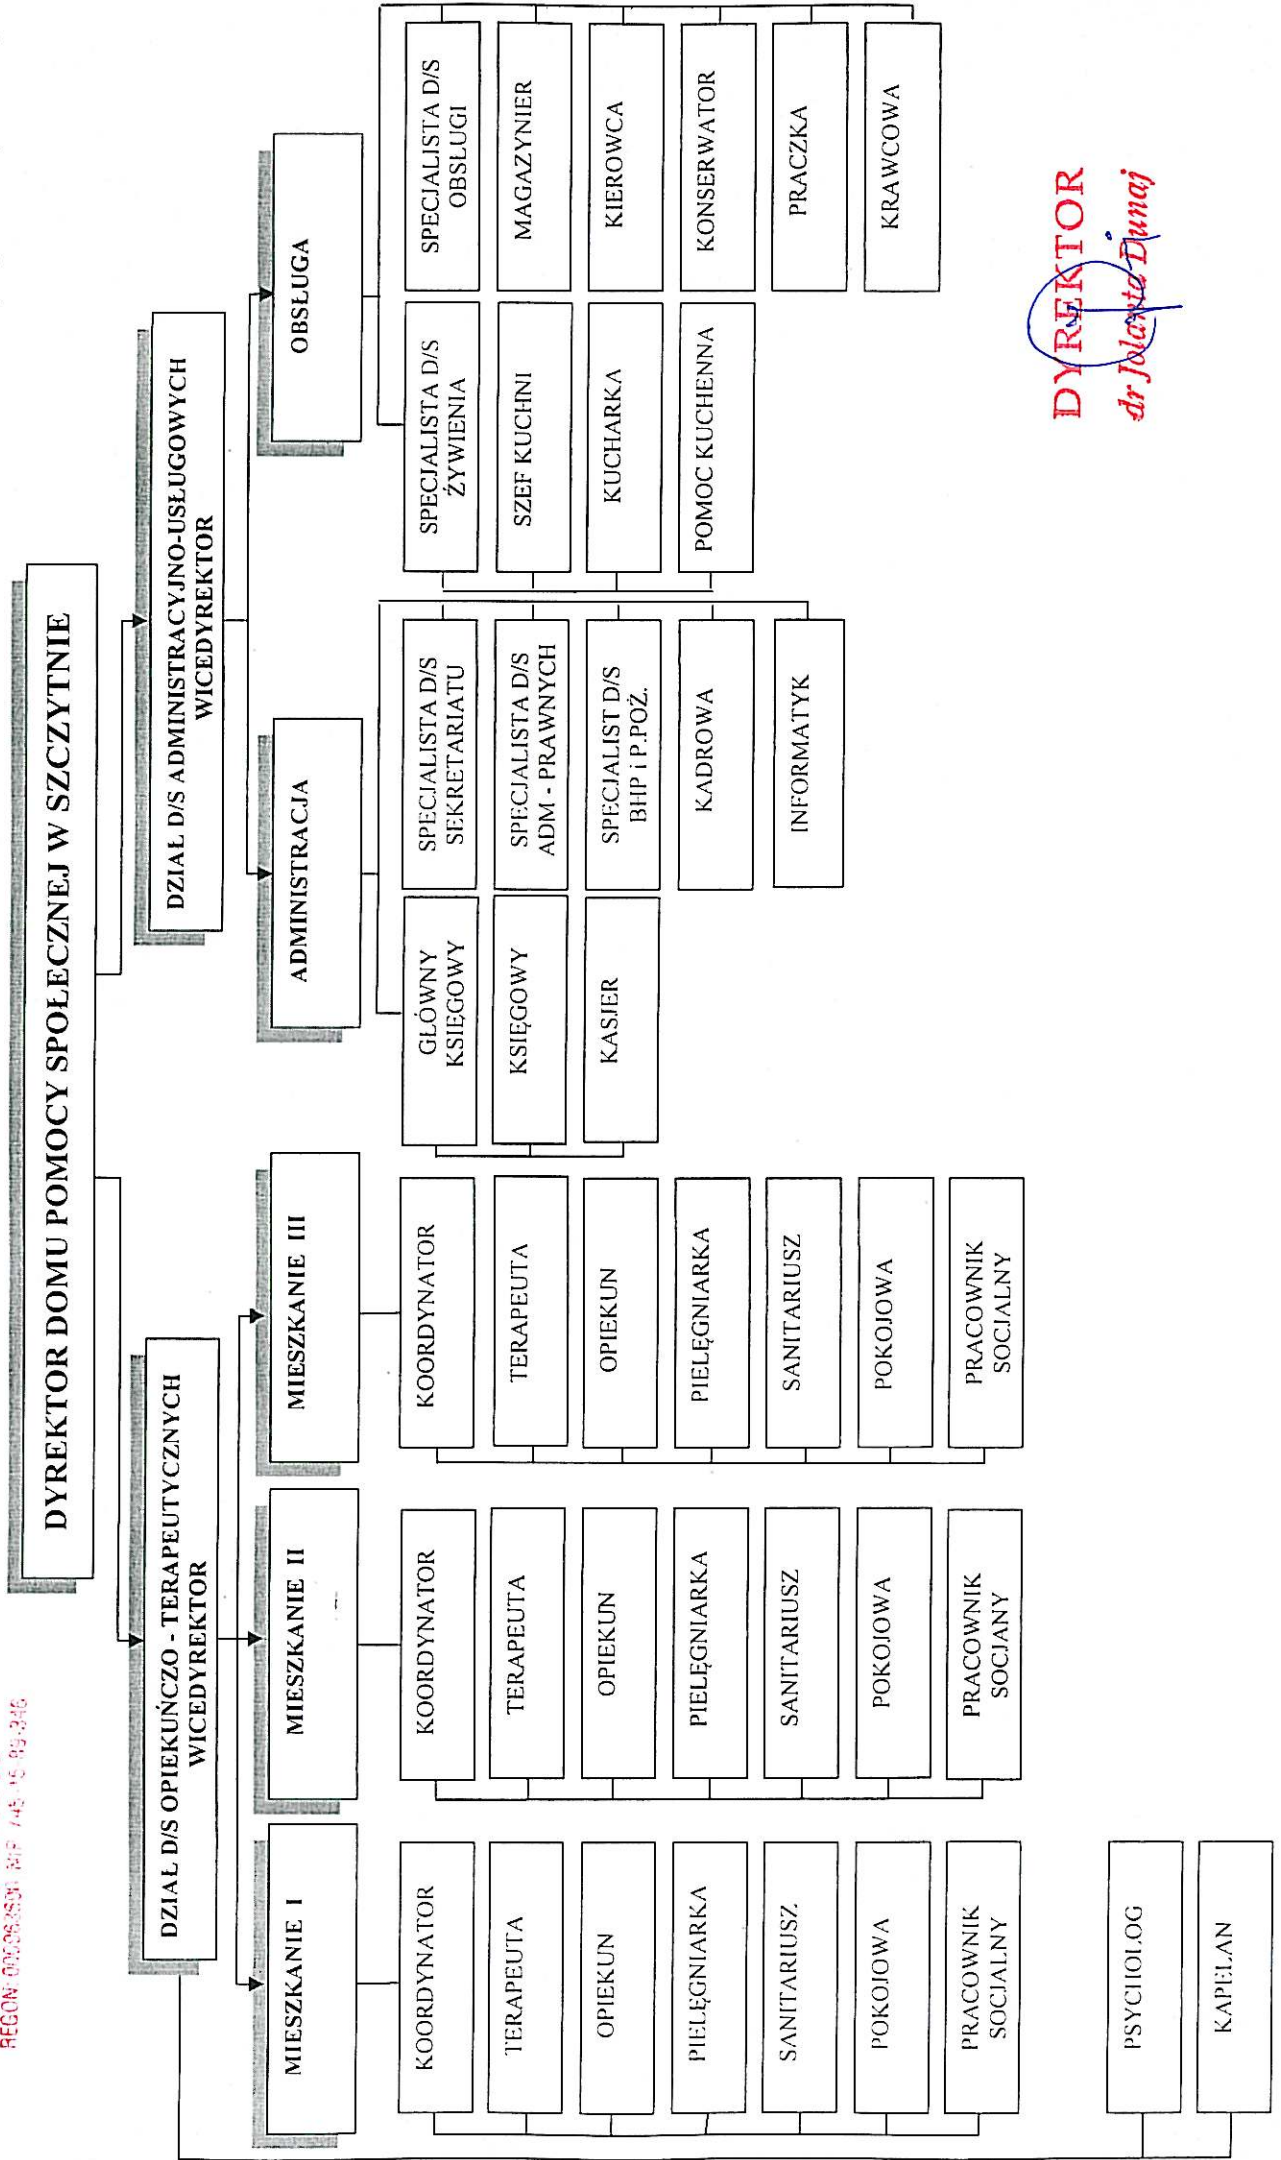 DYREKTOR DOMU POMOCY SPOŁECZNEJ W SZCZYTNIE
DZIAŁ D/S OPIEKUŃCZO - TERAPEUTYCZNYCH
WICEDYREKTOR
DZIAŁ D/S ADMINISTRACYJNO-USŁUGOWYCH
WICEDYREKTOR
MIESZKANIE I
KOORDYNATOR
TERAPEUTA
OPIEKUN
PIELĘGNIARKA
SANITARIUSZ
POKOJOWA
PRACOWNIK
SOCJALNY
MIESZKANIE II
KOORDYNATOR
TERAPEUTA
OPIEKUN
PIELĘGNIARKA
SANITARIUSZ
POKOJOWA
PRACOWNIK
SOCJANY
MIESZKANIE III
KOORDYNATOR
TERAPEUTA
OPIEKUN
PIELĘGNIARKA
SANITARIUSZ
POKOJOWA
PRACOWNIK
SOCJALNY
PSYCHOLOG
KAPELAN
ADMINISTRACJA
GŁÓWNY
KSIĘGOWY
KSIĘGOWY
KASJER
SPECJALISTA D/S
SEKRETARIATU
SPECJALISTA D/S
ADM - PRAWNYCH
SPECJALIST D/S
BHP i P.POŻ.
KADROWA
INFORMATYK
OBSŁUGA
SPECJALISTA D/S
ŻYWIENIA
SZEF KUCHNI
KUCHARKA
POMOC KUCHENNA
SPECJALISTA D/S
OBSŁUGI
MAGAZYNIER
KIEROWCA
KONSERWATOR
PRACZKA
KRAWCOWA
DYREKTOR
dr Jolanta Djunaj